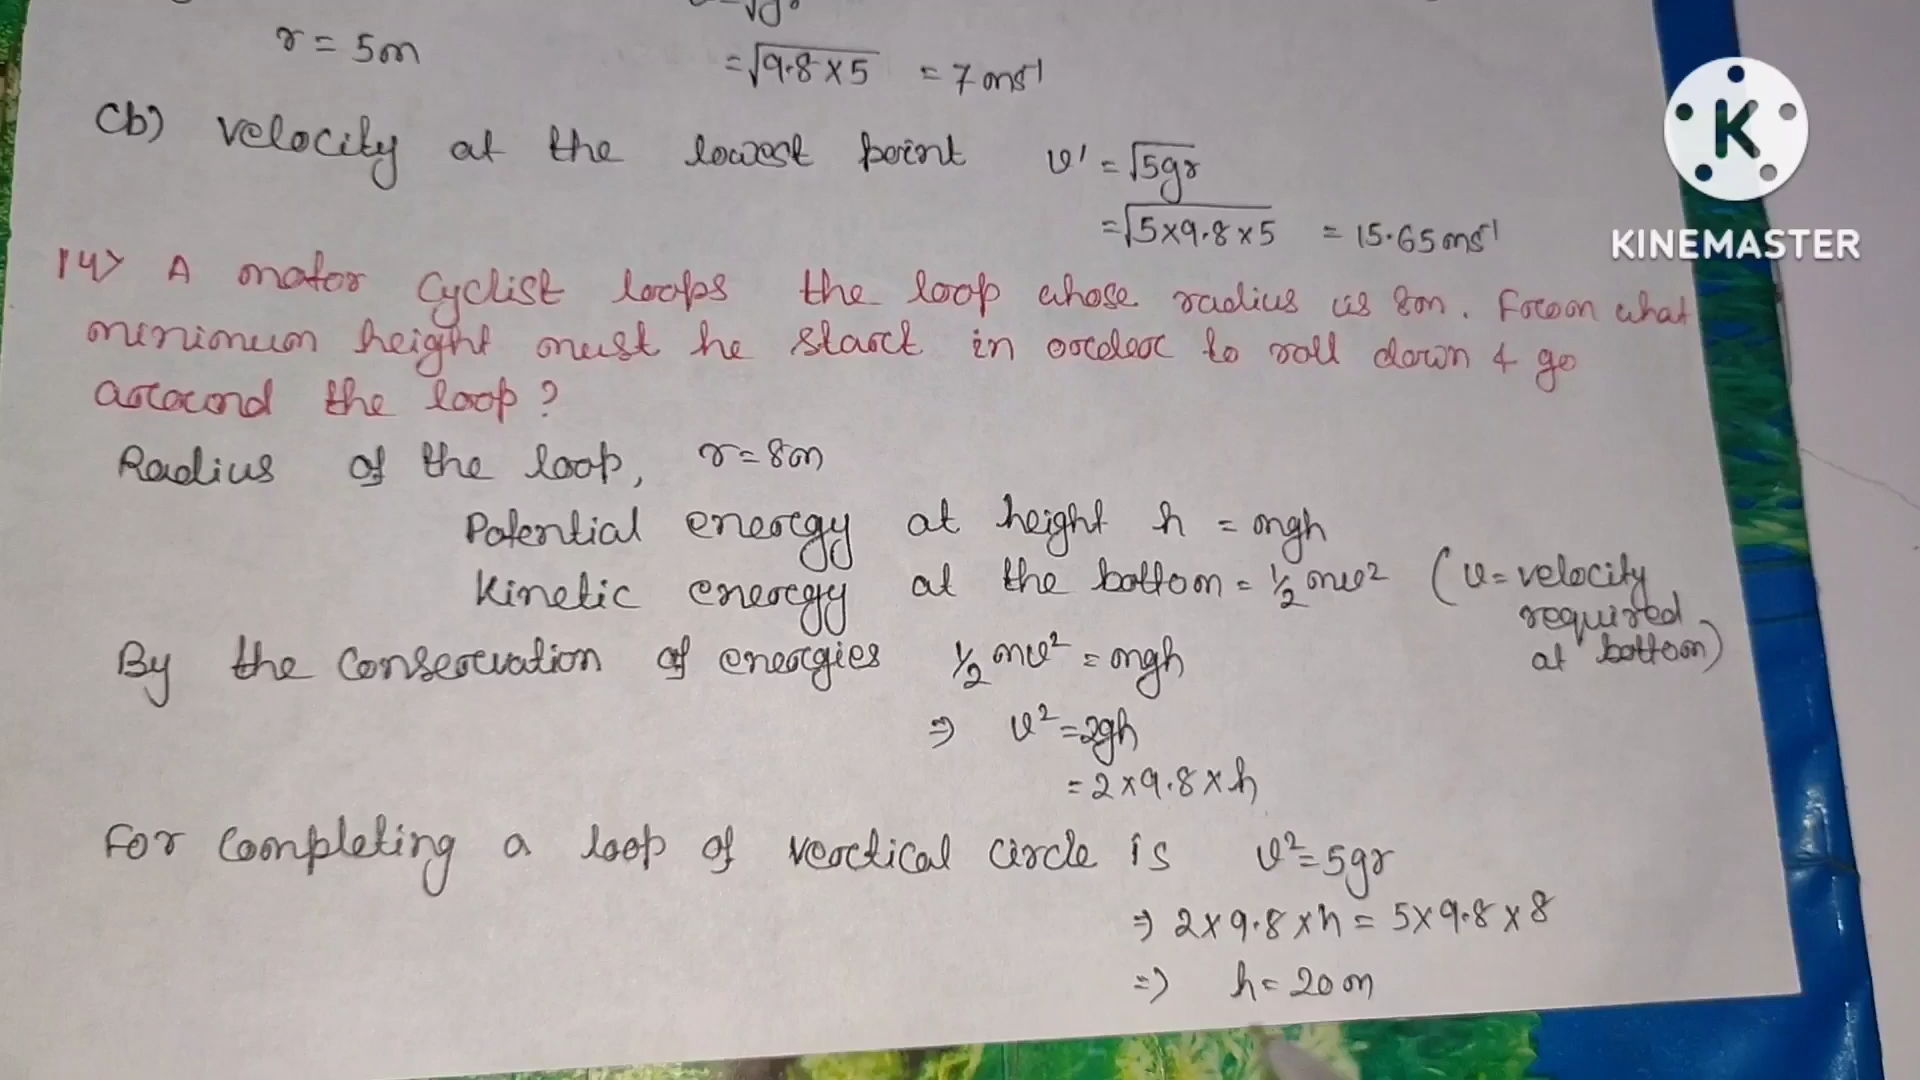 r = 5m
= √9.8×5 = 7 ms⁻¹
(b) velocity at the lowest point v' = √5gr
= √5×9.8×5 = 15.65 ms⁻¹
K
KINEMASTER
14> A motor cyclist loops the loop whose radius is 8m. From what
minimum height must he start in order to roll down & go
around the loop?
Radius of the loop, r = 8m
Potential energy at height h = mgh
Kinetic energy at the bottom = ½ mv² (v = velocity
required
at bottom)
By the conservation of energies ½ mv² = mgh
⇒ v² = 2gh
= 2×9.8×h
For completing a loop of vertical circle is v² = 5gr
⇒ 2×9.8×h = 5×9.8×8
⇒ h = 20m